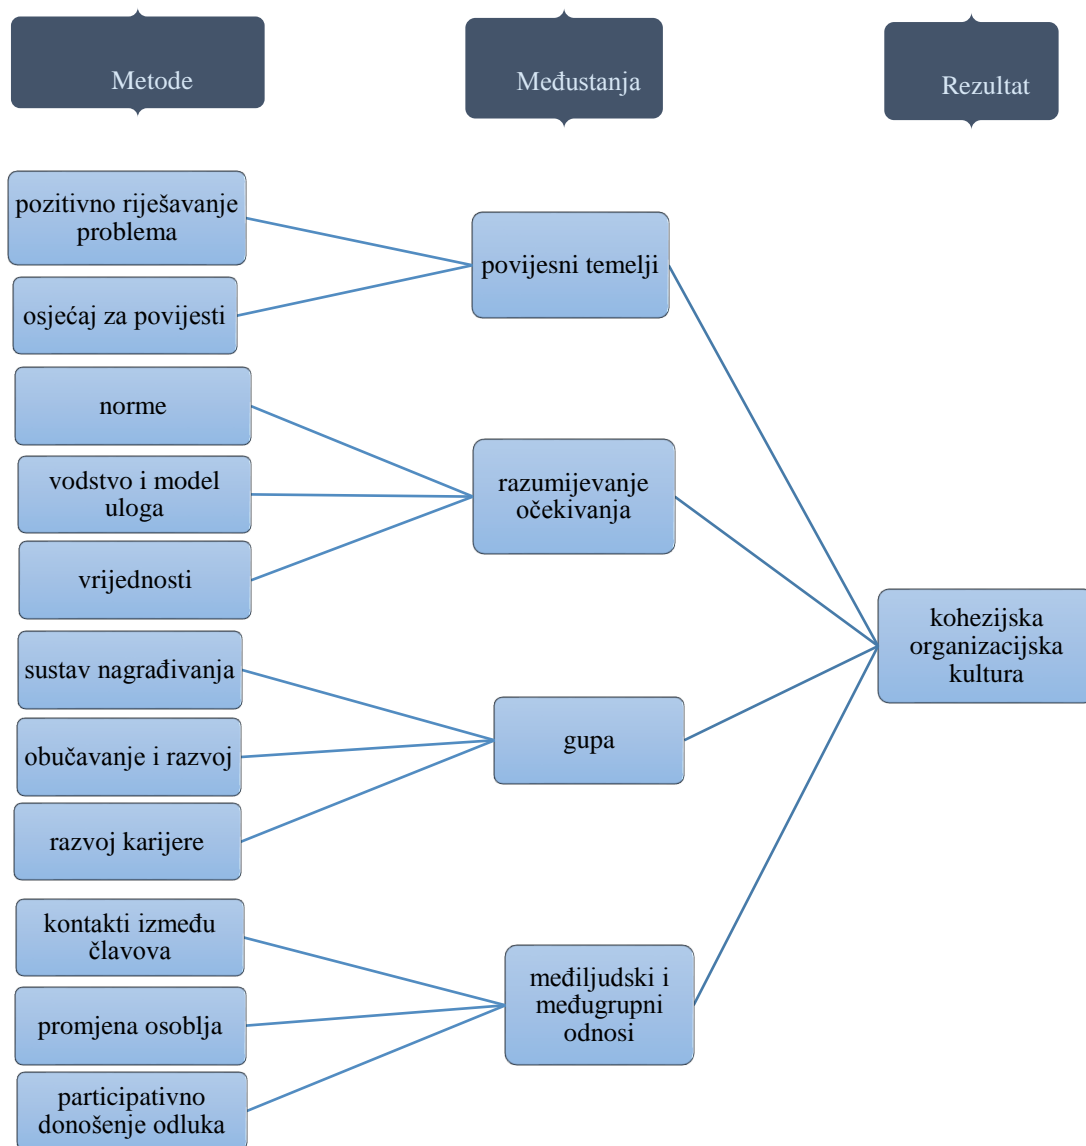 Metode
Međustanja
Rezultat
pozitivno riješavanje
problema
osjećaj za povijesti
norme
vodstvo i model
uloga
vrijednosti
sustav nagrađivanja
obučavanje i razvoj
razvoj karijere
kontakti između
člavova
promjena osoblja
participativno
donošenje odluka
povijesni temelji
razumijevanje
očekivanja
gupa
međiljudski i
međugrupni
odnosi
kohezijska
organizacijska
kultura